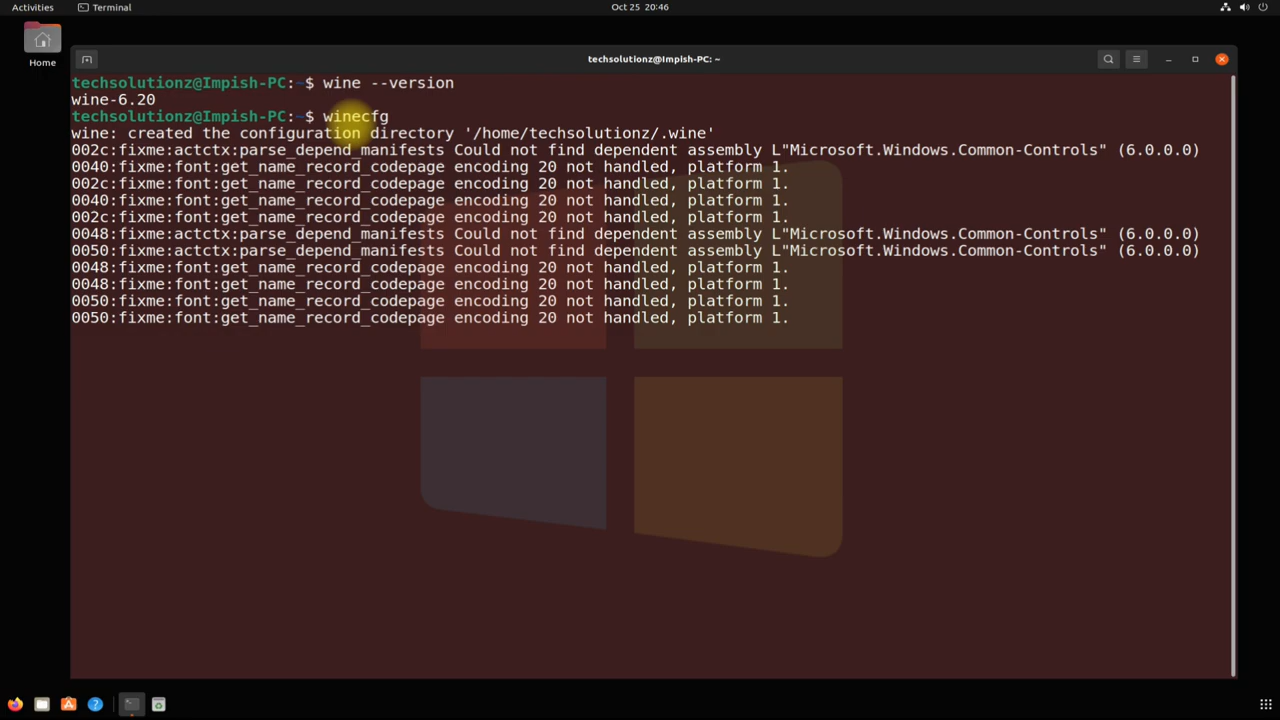 Activities
Terminal
Oct 25 20:46
Home
techsolutionz@Impish-PC: ~
techsolutionz@Impish-PC:~$ wine --version
wine-6.20
techsolutionz@Impish-PC:~$ winecfg
wine: created the configuration directory '/home/techsolutionz/.wine'
002c:fixme:actctx:parse_depend_manifests Could not find dependent assembly L"Microsoft.Windows.Common-Controls" (6.0.0.0)
0040:fixme:font:get_name_record_codepage encoding 20 not handled, platform 1.
002c:fixme:font:get_name_record_codepage encoding 20 not handled, platform 1.
0040:fixme:font:get_name_record_codepage encoding 20 not handled, platform 1.
002c:fixme:font:get_name_record_codepage encoding 20 not handled, platform 1.
0048:fixme:actctx:parse_depend_manifests Could not find dependent assembly L"Microsoft.Windows.Common-Controls" (6.0.0.0)
0050:fixme:actctx:parse_depend_manifests Could not find dependent assembly L"Microsoft.Windows.Common-Controls" (6.0.0.0)
0048:fixme:font:get_name_record_codepage encoding 20 not handled, platform 1.
0048:fixme:font:get_name_record_codepage encoding 20 not handled, platform 1.
0050:fixme:font:get_name_record_codepage encoding 20 not handled, platform 1.
0050:fixme:font:get_name_record_codepage encoding 20 not handled, platform 1.